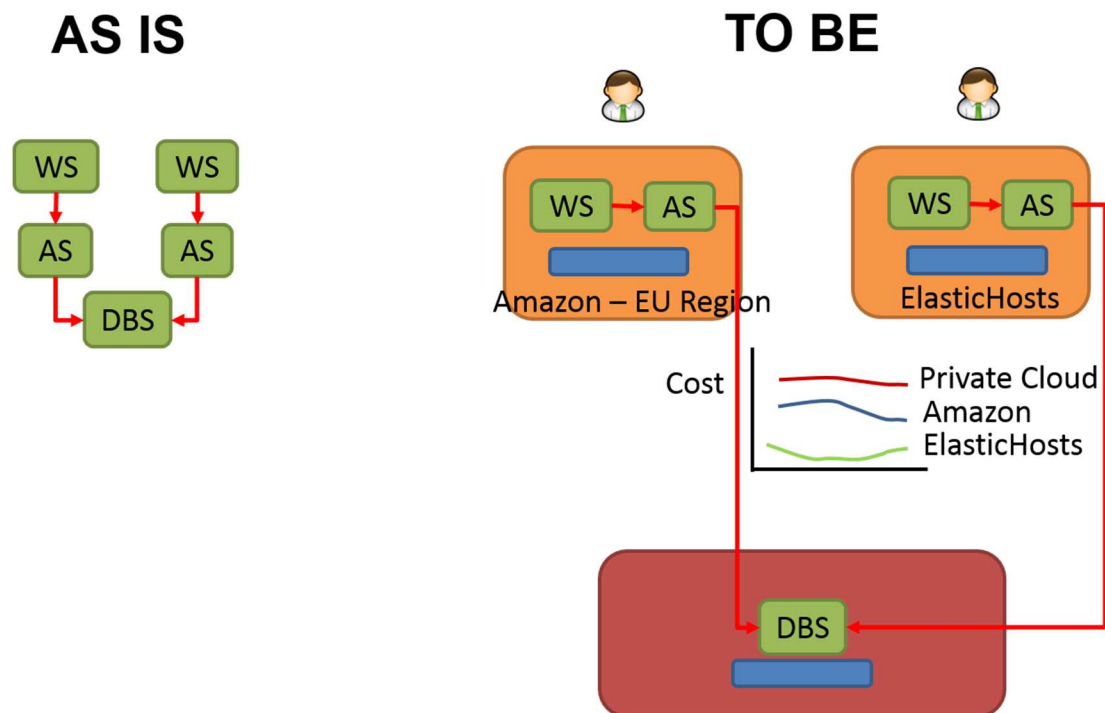 AS IS
TO BE
WS
WS
AS
AS
DBS
WS
AS
Amazon – EU Region
WS
AS
ElasticHosts
Cost
Private Cloud
Amazon
ElasticHosts
DBS